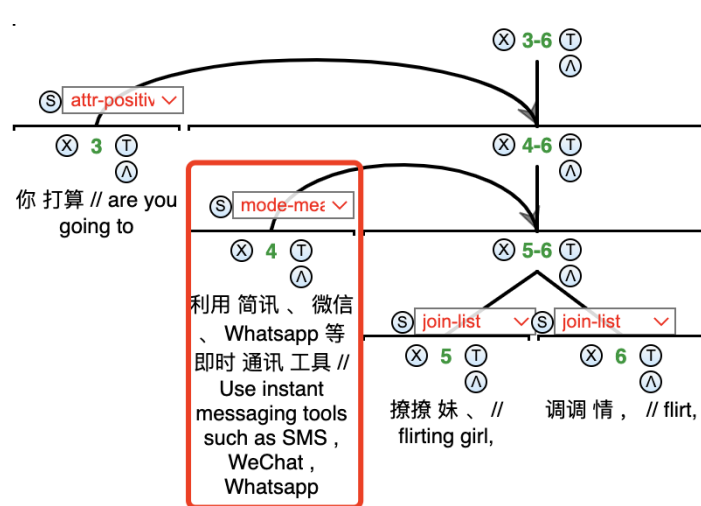 Ⓧ 3-6 Ⓣ
Ⓐ
Ⓢ attr-positiv
Ⓧ 3 Ⓣ
Ⓐ
你 打算 // are you
going to
Ⓧ 4-6 Ⓣ
Ⓐ
Ⓢ mode-mea
Ⓧ 4 Ⓣ
Ⓐ
利用 简讯 、 微信
、 Whatsapp 等
即时 通讯 工具 //
Use instant
messaging tools
such as SMS ,
WeChat ,
Whatsapp
Ⓧ 5-6 Ⓣ
Ⓐ
Ⓢ join-list
Ⓧ 5 Ⓣ
Ⓐ
撩撩 妹 、 //
flirting girl,
Ⓢ join-list
Ⓧ 6 Ⓣ
Ⓐ
调调 情 ， // flirt,